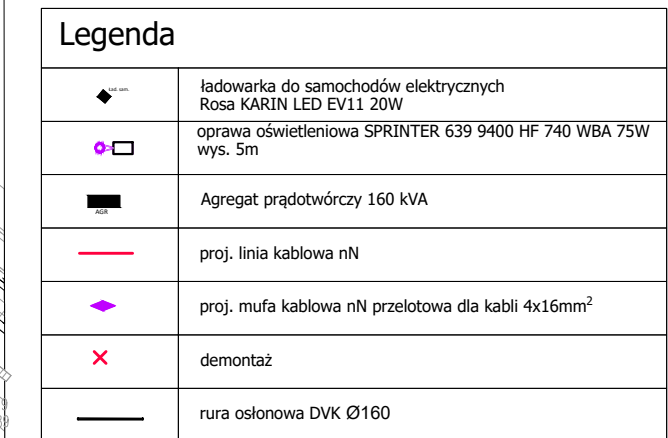 Legenda
Ład. sam.
ładowarka do samochodów elektrycznych
Rosa KARIN LED EV11 20W
oprawa oświetleniowa SPRINTER 639 9400 HF 740 WBA 75W
wys. 5m
AGR
Agregat prądotwórczy 160 kVA
proj. linia kablowa nN
proj. mufa kablowa nN przelotowa dla kabli 4x16mm²
demontaż
rura osłonowa DVK Ø160